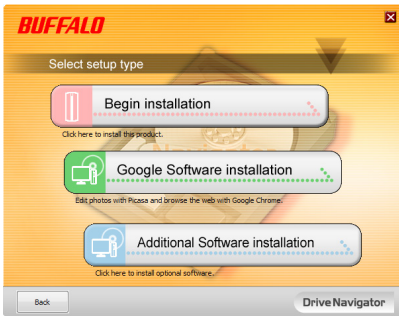 BUFFALO
Select setup type
Begin installation
Click here to install this product.
Google Software installation
Edit photos with Picasa and browse the web with Google Chrome.
Additional Software installation
Click here to install optional software.
Back
DriveNavigator